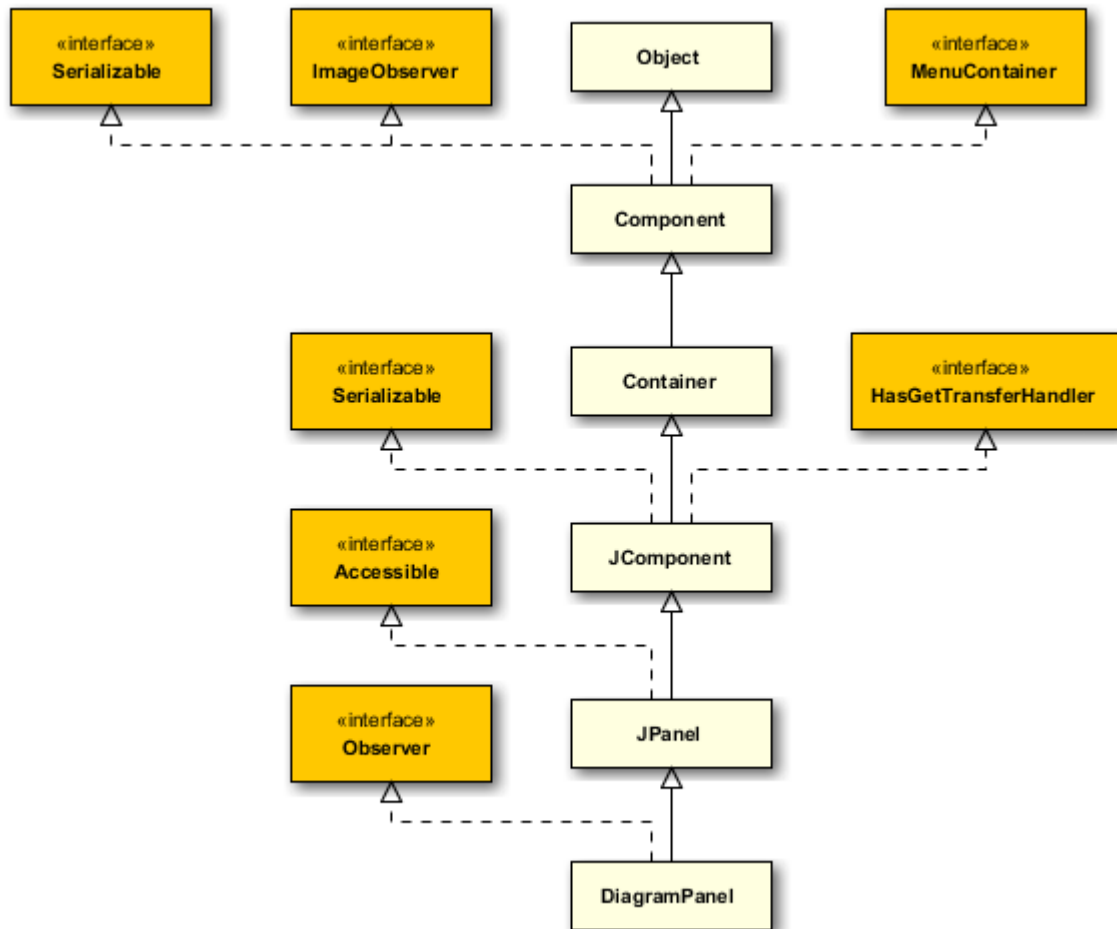 «interface»
Serializable
«interface»
ImageObserver
Object
«interface»
MenuContainer
Component
«interface»
Serializable
Container
«interface»
HasGetTransferHandler
«interface»
Accessible
JComponent
«interface»
Observer
JPanel
DiagramPanel